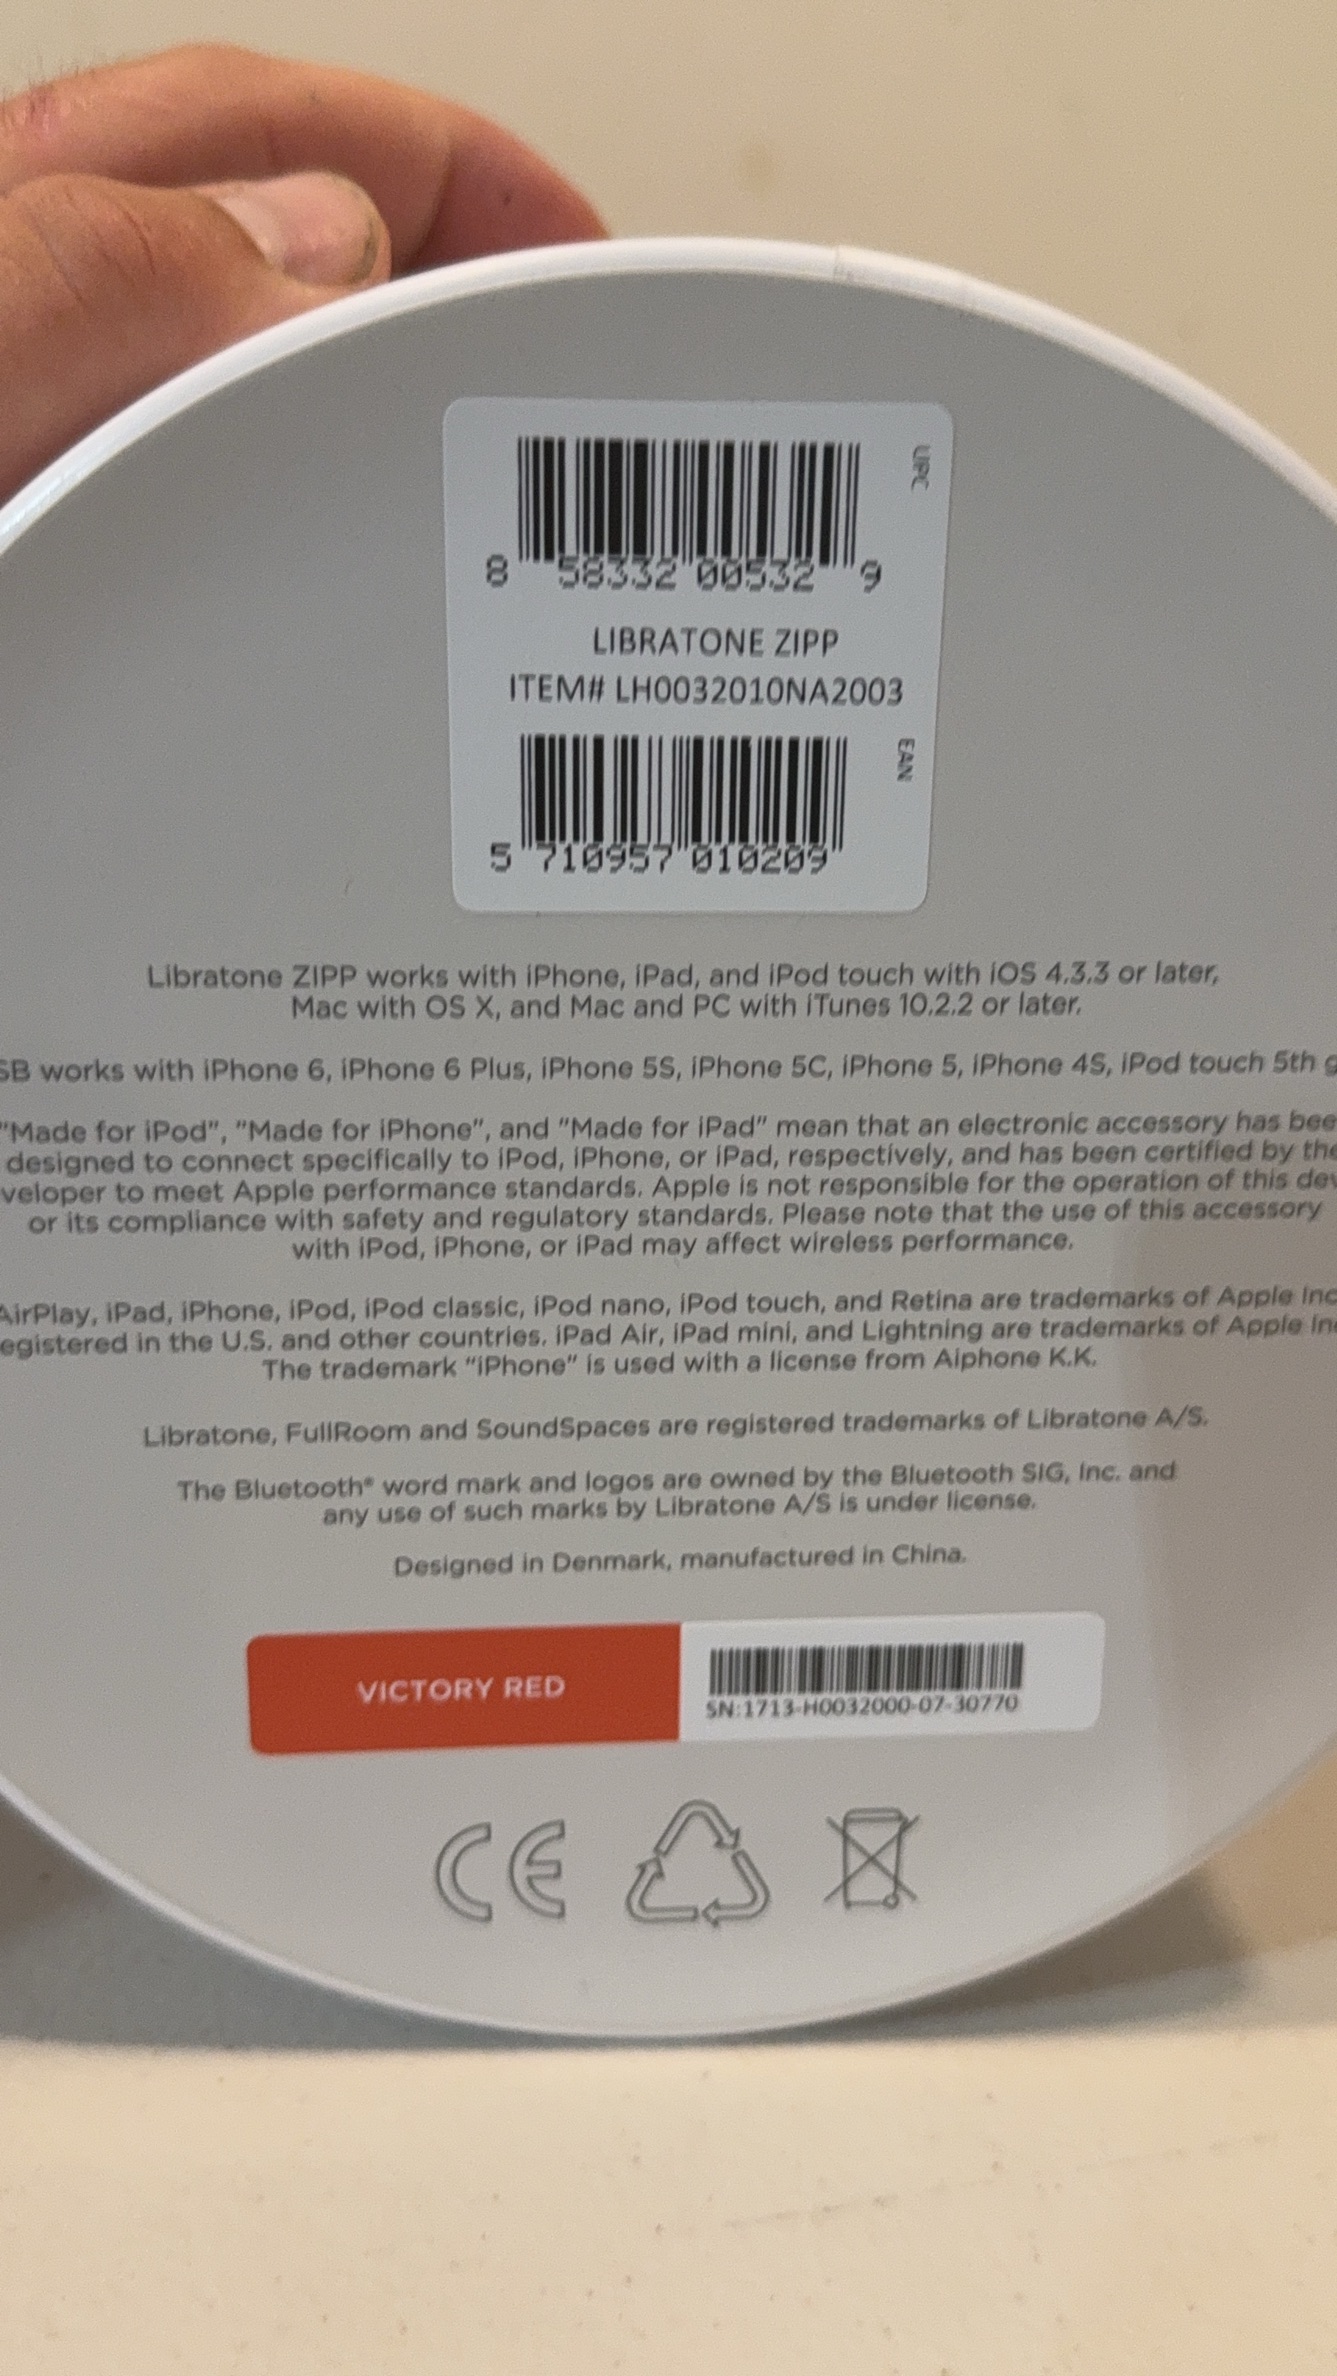 UPC
8 58332 00532 9
LIBRATONE ZIPP
ITEM# LH0032010NA2003
EAN
5 710957 010209
Libratone ZIPP works with iPhone, iPad, and iPod touch with iOS 4.3.3 or later,
Mac with OS X, and Mac and PC with iTunes 10.2.2 or later.
SB works with iPhone 6, iPhone 6 Plus, iPhone 5S, iPhone 5C, iPhone 5, iPhone 4S, iPod touch 5th g
"Made for iPod", "Made for iPhone", and "Made for iPad" mean that an electronic accessory has bee
designed to connect specifically to iPod, iPhone, or iPad, respectively, and has been certified by the
veloper to meet Apple performance standards. Apple is not responsible for the operation of this dev
or its compliance with safety and regulatory standards. Please note that the use of this accessory
with iPod, iPhone, or iPad may affect wireless performance.
AirPlay, iPad, iPhone, iPod, iPod classic, iPod nano, iPod touch, and Retina are trademarks of Apple Inc
egistered in the U.S. and other countries. iPad Air, iPad mini, and Lightning are trademarks of Apple Inc
The trademark "iPhone" is used with a license from Aiphone K.K.
Libratone, FullRoom and SoundSpaces are registered trademarks of Libratone A/S.
The Bluetooth® word mark and logos are owned by the Bluetooth SIG, Inc. and
any use of such marks by Libratone A/S is under license.
Designed in Denmark, manufactured in China.
VICTORY RED
SN:1713-H0032000-07-30770
CE